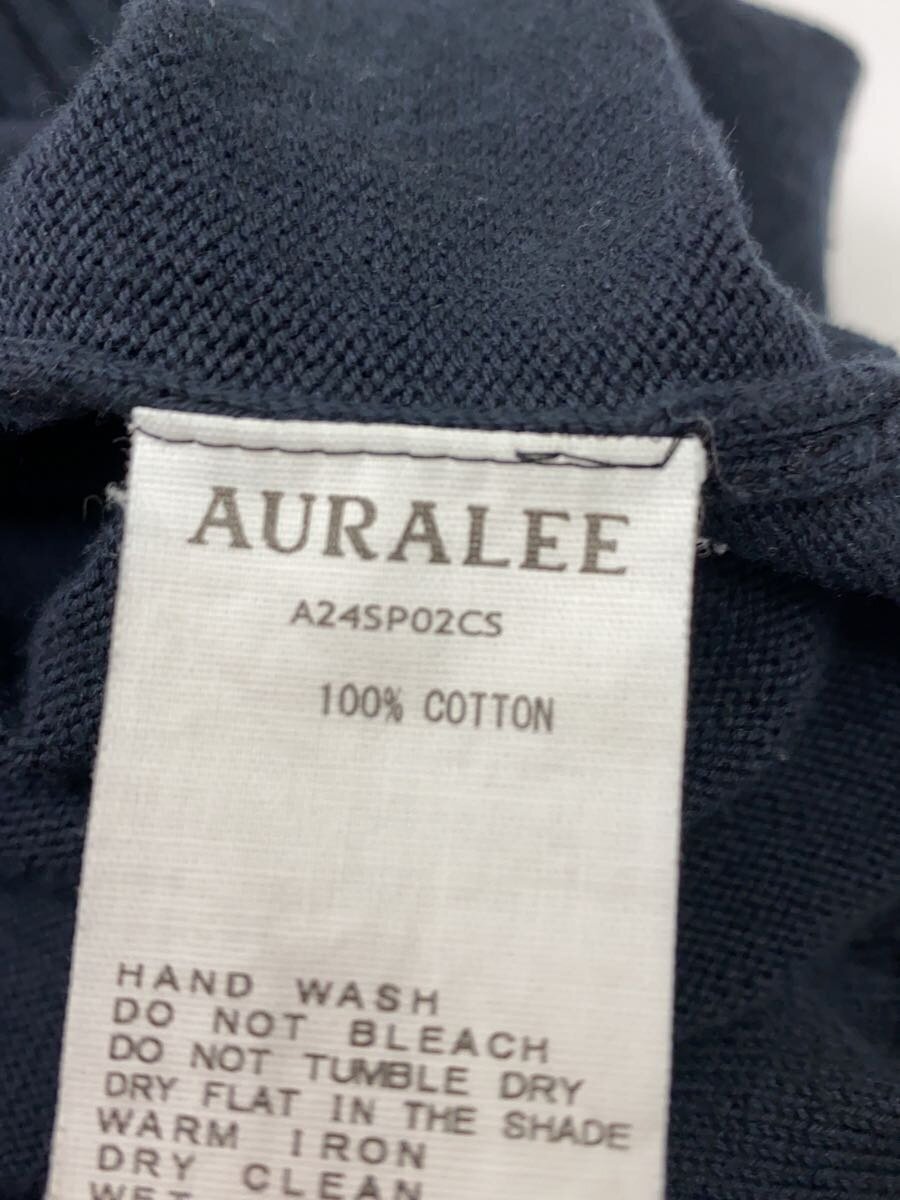 AURALEE
A24SP02CS
100% COTTON
HAND WASH
DO NOT BLEACH
DO NOT TUMBLE DRY
DRY FLAT IN THE SHADE
WARM IRON
DRY CLEAN
WET